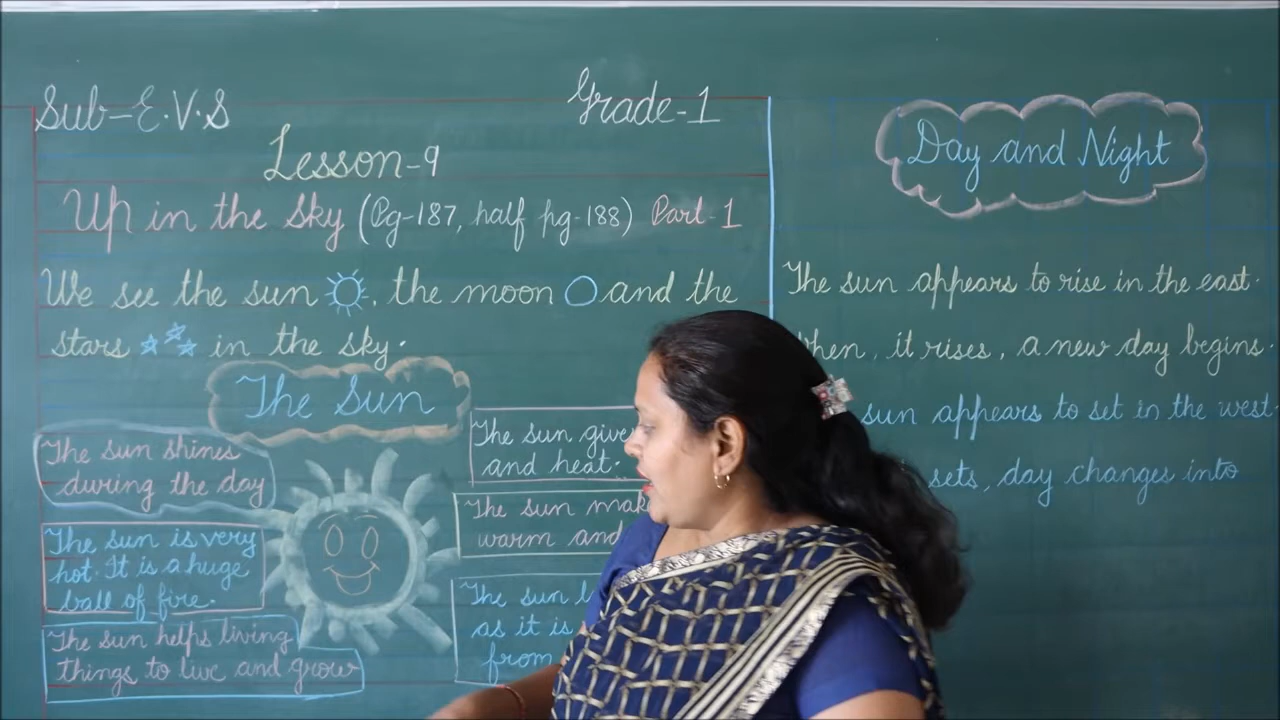 Sub-E.V.S
Grade-1
Lesson-9
Up in the Sky (Pg-187, half pg-188) Part-1
We see the sun, the moon and the
stars in the sky.
The Sun
The sun shines
during the day
The sun is very
hot. It is a huge
ball of fire.
The sun helps living
things to live and grow
The sun
and heat.
The sun
warm and
The sun
as it is
from
Day and Night
The sun appears to rise in the east.
it rises, a new day begins.
sun appears to set in the west
sets, day changes into